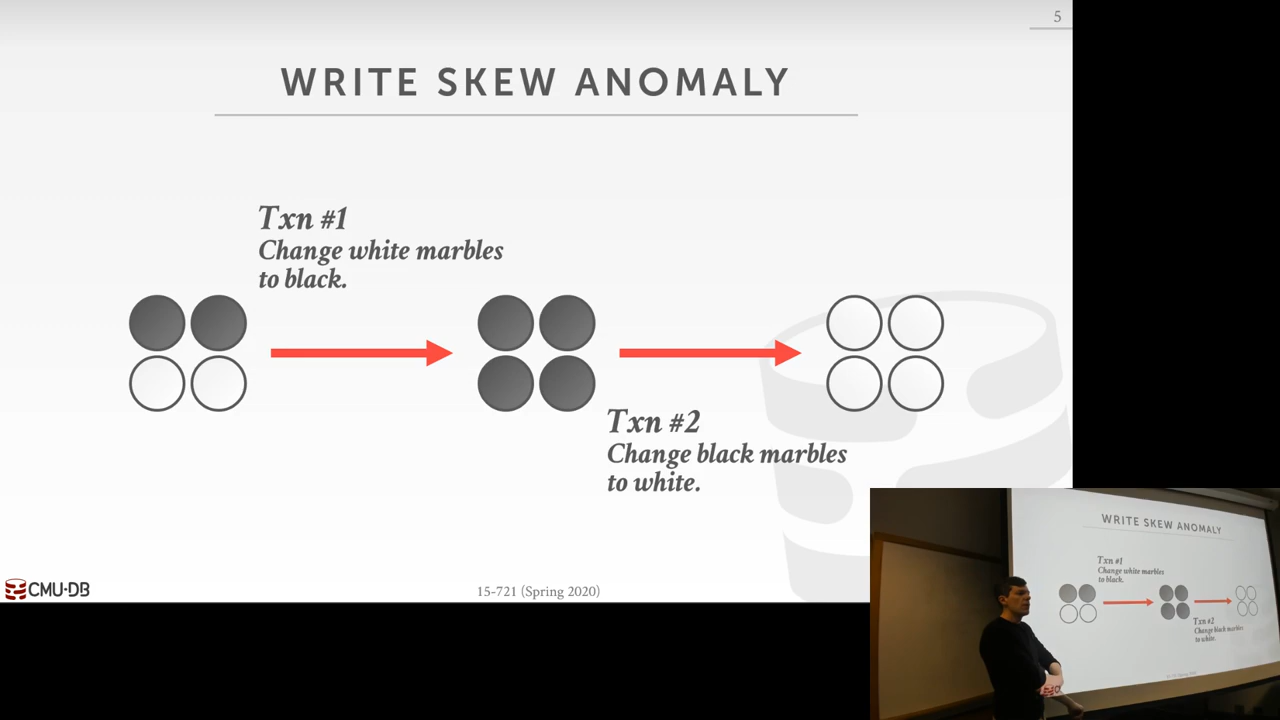 5
WRITE SKEW ANOMALY
Txn #1
Change white marbles
to black.
Txn #2
Change black marbles
to white.
CMU·DB
15-721 (Spring 2020)
WRITE SKEW ANOMALY
Txn #1
Change white marbles
to black.
Txn #2
Change black marbles
to white.